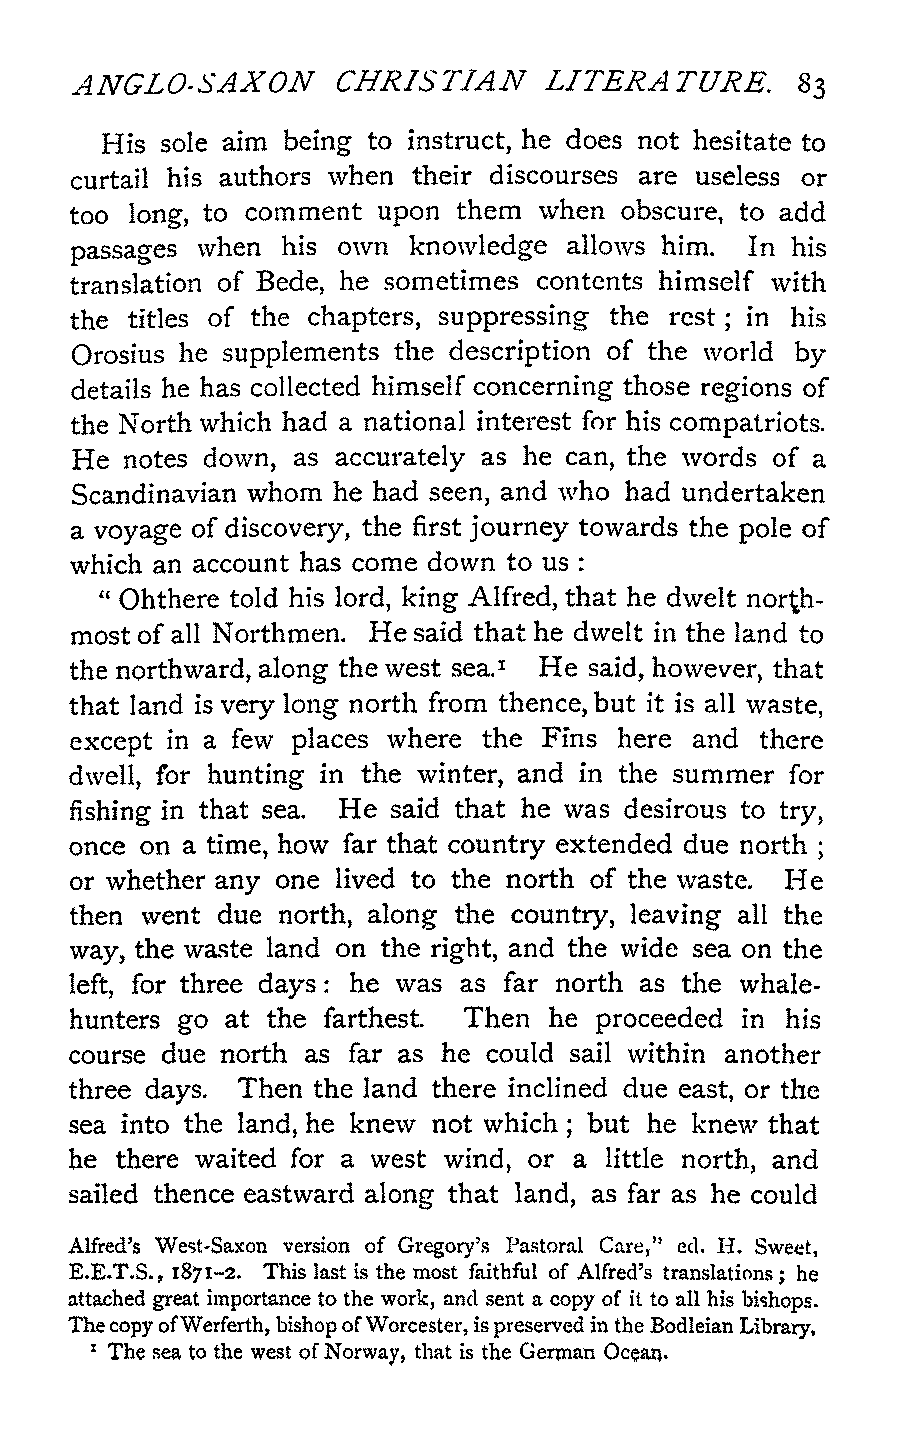 ANGLO-SAXON CHRISTIAN LITERATURE. 83
His sole aim being to instruct, he does not hesitate to
curtail his authors when their discourses are useless or
too long, to comment upon them when obscure, to add
passages when his own knowledge allows him. In his
translation of Bede, he sometimes contents himself with
the titles of the chapters, suppressing the rest ; in his
Orosius he supplements the description of the world by
details he has collected himself concerning those regions of
the North which had a national interest for his compatriots.
He notes down, as accurately as he can, the words of a
Scandinavian whom he had seen, and who had undertaken
a voyage of discovery, the first journey towards the pole of
which an account has come down to us :
“ Ohthere told his lord, king Alfred, that he dwelt north-
most of all Northmen. He said that he dwelt in the land to
the northward, along the west sea.¹ He said, however, that
that land is very long north from thence, but it is all waste,
except in a few places where the Fins here and there
dwell, for hunting in the winter, and in the summer for
fishing in that sea. He said that he was desirous to try,
once on a time, how far that country extended due north ;
or whether any one lived to the north of the waste. He
then went due north, along the country, leaving all the
way, the waste land on the right, and the wide sea on the
left, for three days : he was as far north as the whale-
hunters go at the farthest. Then he proceeded in his
course due north as far as he could sail within another
three days. Then the land there inclined due east, or the
sea into the land, he knew not which ; but he knew that
he there waited for a west wind, or a little north, and
sailed thence eastward along that land, as far as he could
Alfred's West-Saxon version of Gregory's Pastoral Care,” ed. H. Sweet,
E.E.T.S., 1871–2. This last is the most faithful of Alfred's translations ; he
attached great importance to the work, and sent a copy of it to all his bishops.
The copy of Werferth, bishop of Worcester, is preserved in the Bodleian Library.
¹ The sea to the west of Norway, that is the German Ocean.